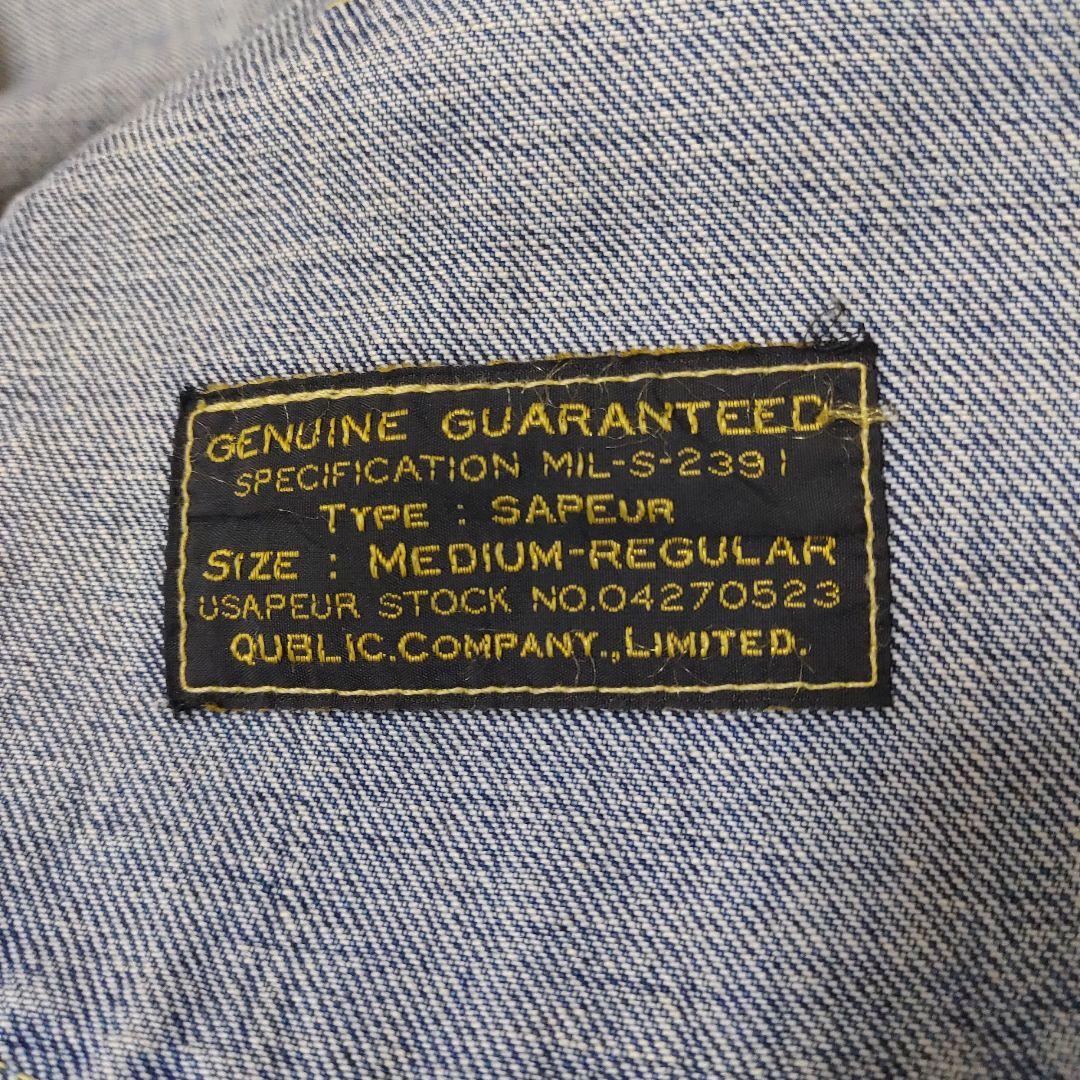 GENUINE GUARANTEED
SPECIFICATION MIL-S-2391
TYPE : SAPEUR
SIZE : MEDIUM-REGULAR
USAPEUR STOCK NO.04270523
QUBLIC.COMPANY.,LIMITED.